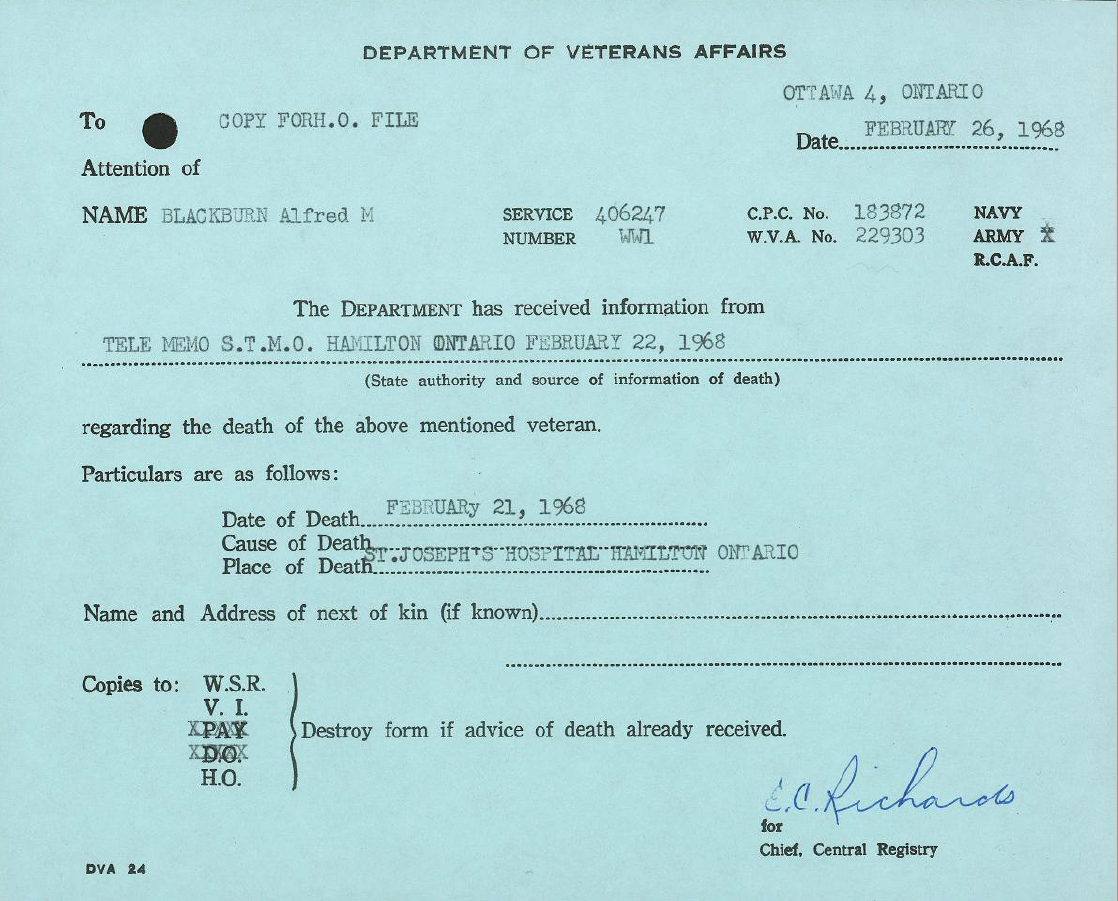 DEPARTMENT OF VETERANS AFFAIRS
OTTAWA 4, ONTARIO
To COPY FORH.O. FILE
Date FEBRUARY 26, 1968
Attention of
NAME BLACKBURN Alfred M SERVICE 406247 C.P.C. No. 183872 NAVY
NUMBER WW1 W.V.A. No. 229303 ARMY X
R.C.A.F.
The DEPARTMENT has received information from
TELE MEMO S.T.M.O. HAMILTON ONTARIO FEBRUARY 22, 1968
(State authority and source of information of death)
regarding the death of the above mentioned veteran.
Particulars are as follows:
Date of Death FEBRUARy 21, 1968
Cause of Death
ST.JOSEPH'S HOSPITAL HAMILTON ONTARIO
Place of Death
Name and Address of next of kin (if known)
Copies to: W.S.R.
V. I.
PAY
Destroy form if advice of death already received.
D.O.
H.O.
E.C. Richards
for
Chief, Central Registry
DVA 24